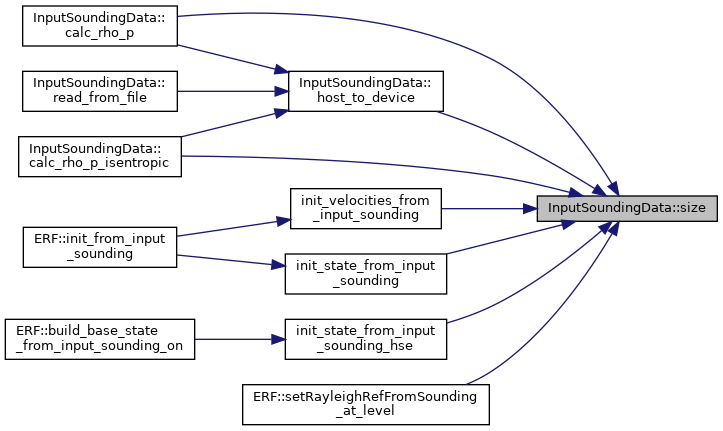 InputSoundingData::
calc_rho_p
InputSoundingData::
read_from_file
InputSoundingData::
host_to_device
InputSoundingData::
calc_rho_p_isentropic
init_velocities_from
_input_sounding
InputSoundingData::size
ERF::init_from_input
_sounding
init_state_from_input
_sounding
ERF::build_base_state
_from_input_sounding_on
init_state_from_input
_sounding_hse
ERF::setRayleighRefFromSounding
_at_level